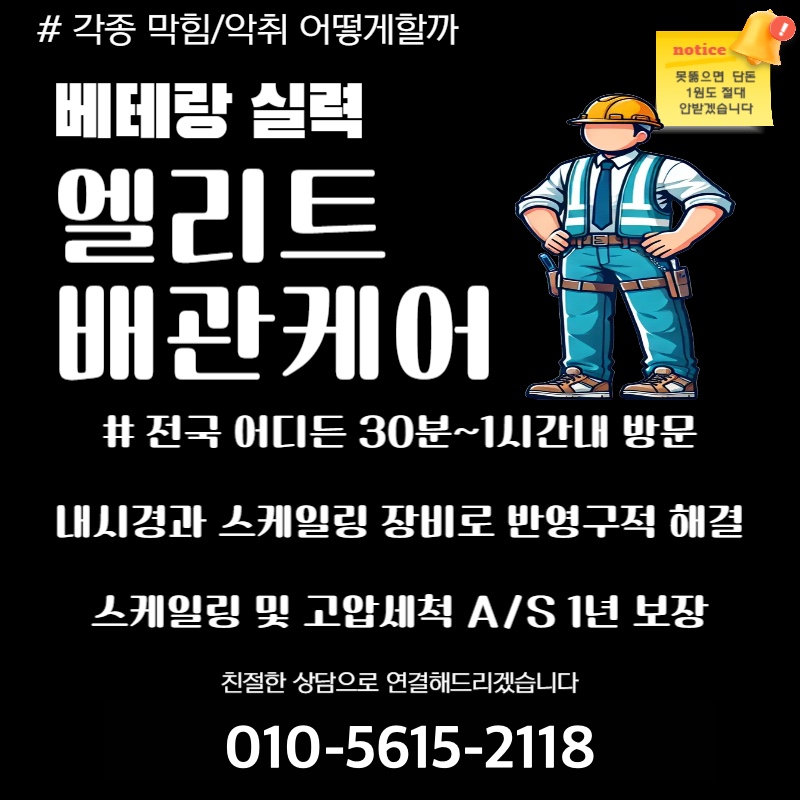 # 각종 막힘/악취 어떻게할까
notice
못뚫으면 단돈
1원도 절대
안받겠습니다
베테랑 실력
엘리트
배관케어
# 전국 어디든 30분~1시간내 방문
내시경과 스케일링 장비로 반영구적 해결
스케일링 및 고압세척 A/S 1년 보장
친절한 상담으로 연결해드리겠습니다
010-5615-2118